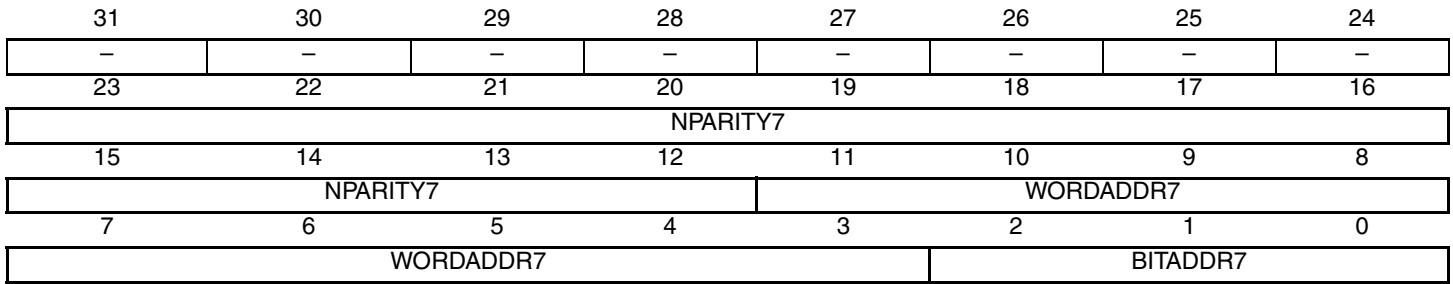 31 30 29 28 27 26 25 24
– – – – – – – –
23 22 21 20 19 18 17 16
NPARITY7
15 14 13 12 11 10 9 8
NPARITY7 WORDADDR7
7 6 5 4 3 2 1 0
WORDADDR7 BITADDR7